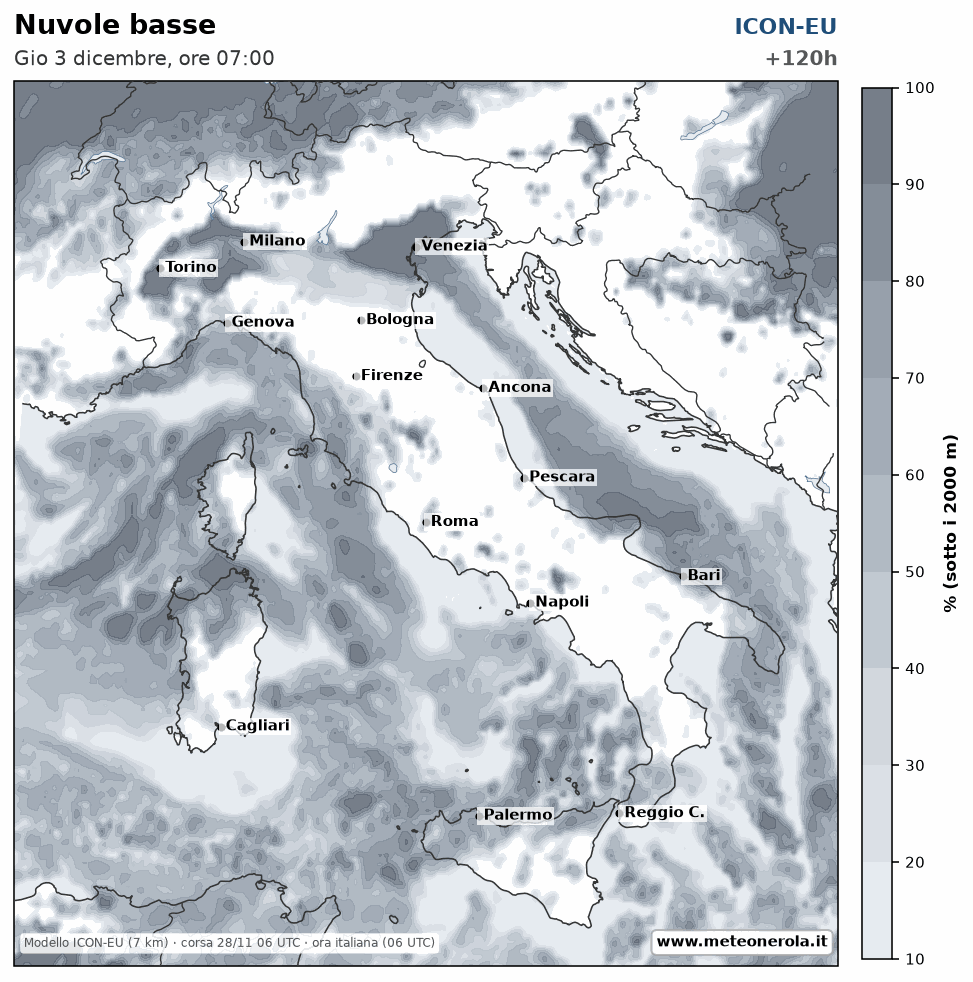 Nuvole basse
ICON-EU
Gio 3 dicembre, ore 07:00
+120h
Milano
Venezia
Torino
Genova
Bologna
Firenze
Ancona
Pescara
Roma
Bari
Napoli
Cagliari
Palermo
Reggio C.
Modello ICON-EU (7 km) · corsa 28/11 06 UTC · ora italiana (06 UTC)
www.meteonerola.it
100
90
80
70
60
50
40
30
20
10
% (sotto i 2000 m)